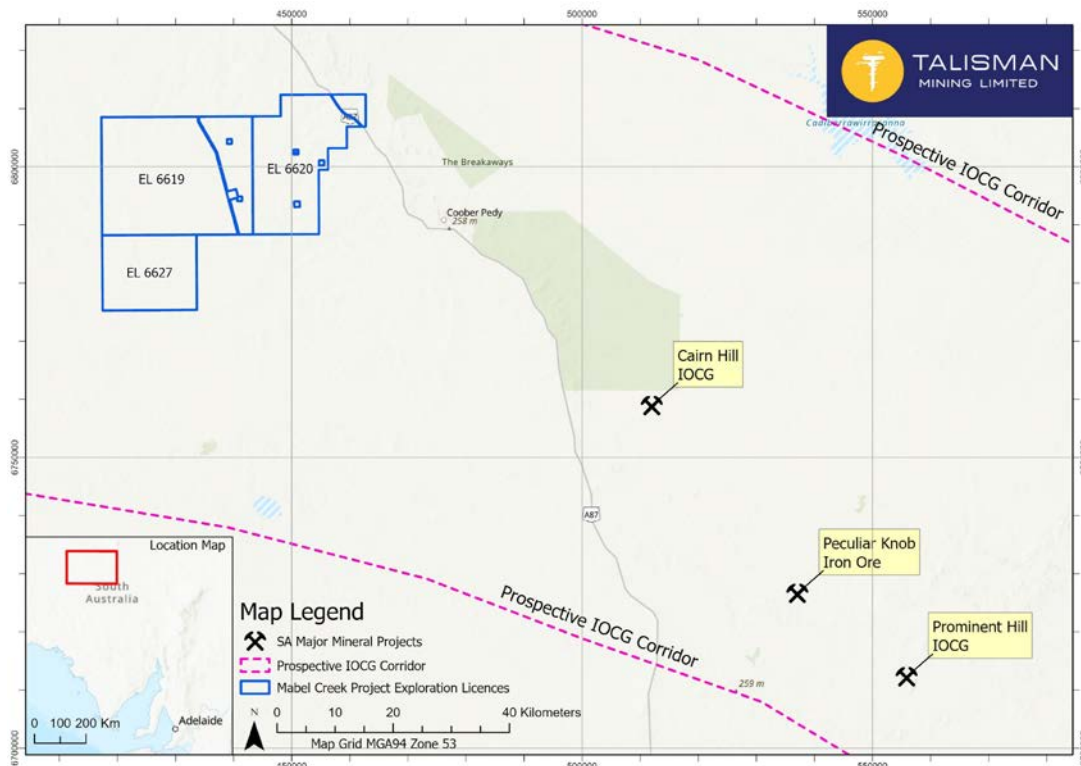 450000
500000
550000
TALISMAN
MINING LIMITED
A87
Prospective IOCG Corridor
6800000
The Breakaways
EL 6619
EL 6620
Coober Pedy
258 m
EL 6627
Cairn Hill
IOCG
6750000
A87
Peculiar Knob
Iron Ore
Prospective IOCG Corridor
Prominent Hill
IOCG
259 m
Location Map
South
Australia
Adelaide
0 100 200 Km
Map Legend
SA Major Mineral Projects
Prospective IOCG Corridor
Mabel Creek Project Exploration Licences
N
0 10 20 40 Kilometers
Map Grid MGA94 Zone 53
6700000
450000
500000
550000